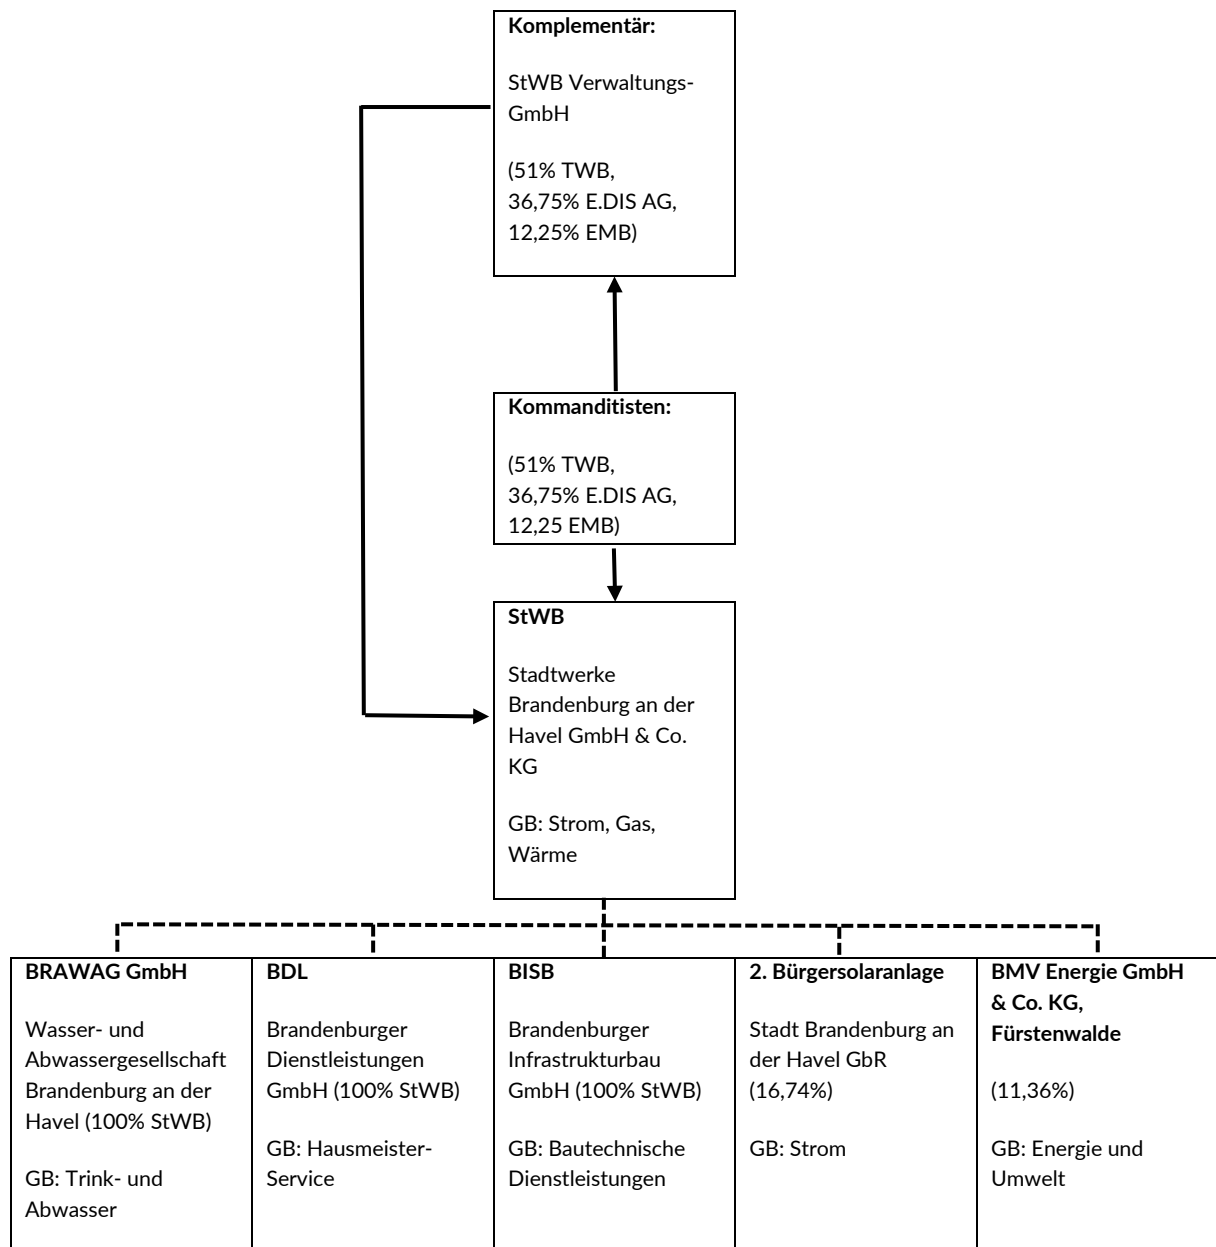 Komplementär:
StWB Verwaltungs-
GmbH
(51% TWB,
36,75% E.DIS AG,
12,25% EMB)
Kommanditisten:
(51% TWB,
36,75% E.DIS AG,
12,25 EMB)
StWB
Stadtwerke
Brandenburg an der
Havel GmbH & Co.
KG
GB: Strom, Gas,
Wärme
BRAWAG GmbH
Wasser- und
Abwassergesellschaft
Brandenburg an der
Havel (100% StWB)
GB: Trink- und
Abwasser
BDL
Brandenburger
Dienstleistungen
GmbH (100% StWB)
GB: Hausmeister-
Service
BISB
Brandenburger
Infrastrukturbau
GmbH (100% StWB)
GB: Bautechnische
Dienstleistungen
2. Bürgersolaranlage
Stadt Brandenburg an
der Havel GbR
(16,74%)
GB: Strom
BMV Energie GmbH
& Co. KG,
Fürstenwalde
(11,36%)
GB: Energie und
Umwelt